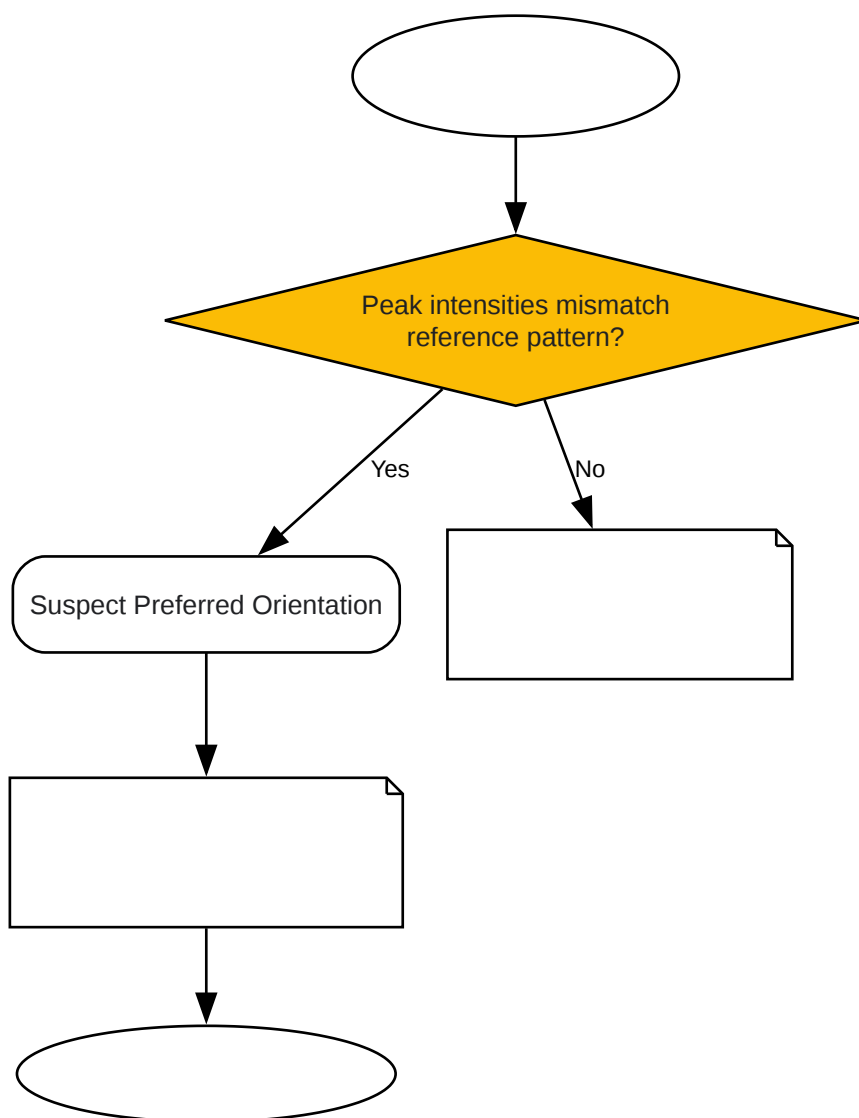 Peak intensities mismatch
reference pattern?
Yes
No
Suspect Preferred Orientation